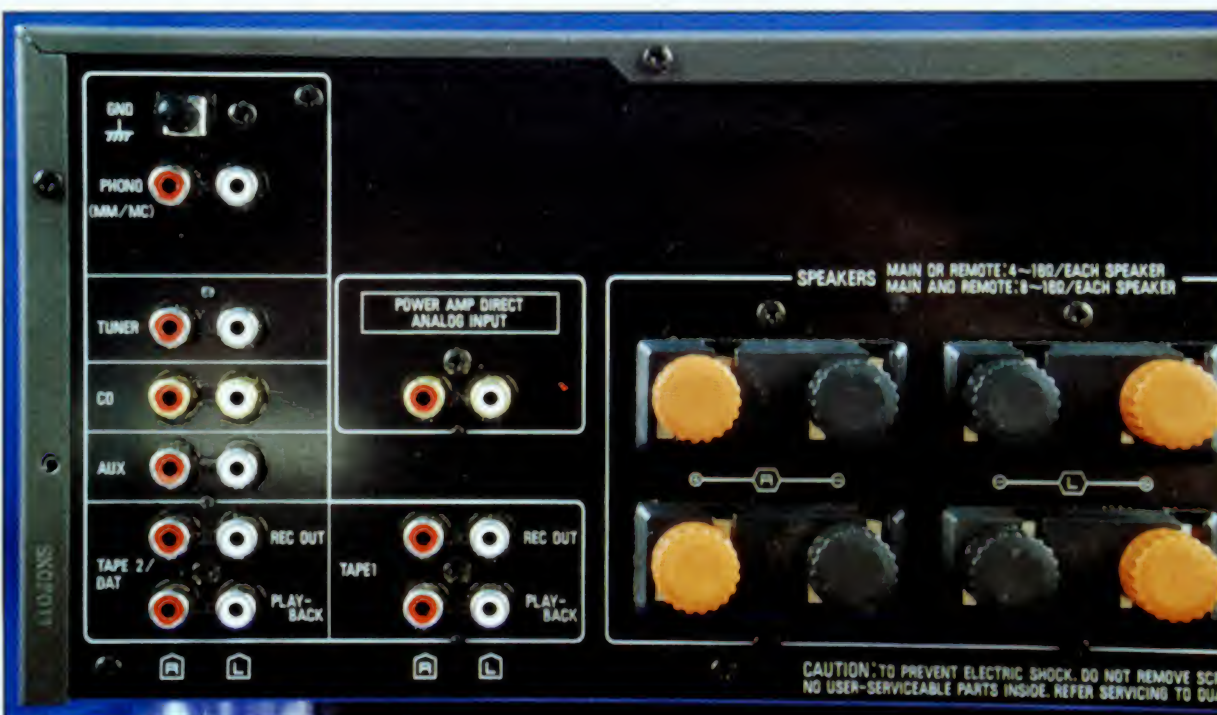 GND
PHONO
(MM/MC)
TUNER
CD
AUX
TAPE 2/
DAT
REC OUT
PLAY-
BACK
R L
POWER AMP DIRECT
ANALOG INPUT
TAPE1
REC OUT
PLAY-
BACK
R L
SPEAKERS
MAIN OR REMOTE:4~16Ω/EACH SPEAKER
MAIN AND REMOTE:8~16Ω/EACH SPEAKER
⊕ R ⊖
⊖ L ⊕
CAUTION:TO PREVENT ELECTRIC SHOCK. DO NOT REMOVE
NO USER-SERVICEABLE PARTS INSIDE. REFER SERVICING TO